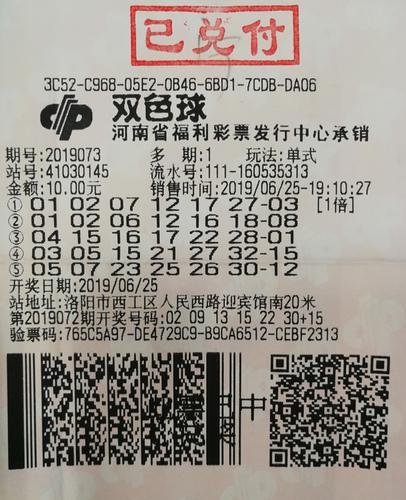 已兑付
3C52-C968-05E2-0B46-6BD1-7CDB-DA06
双色球
河南省福利彩票发行中心承销
期号:2019073 多 期:1 玩法:单式
站号:41030145 流水号:111-160535313
金额:10.00元 销售时间:2019/06/25-19:10:27
① 01 02 07 12 17 27-03 [1倍]
② 01 02 06 12 16 18-08
③ 04 15 16 17 22 28-01
④ 03 05 15 21 27 32-15
⑤ 05 07 23 25 26 30-12
开奖日期:2019/06/25
站地址:洛阳市西工区人民西路迎宾馆南20米
第2019072期开奖号码:02 09 13 15 22 30+15
验票码:765C5A97-DE4729C9-B9CA6512-CEBF2313